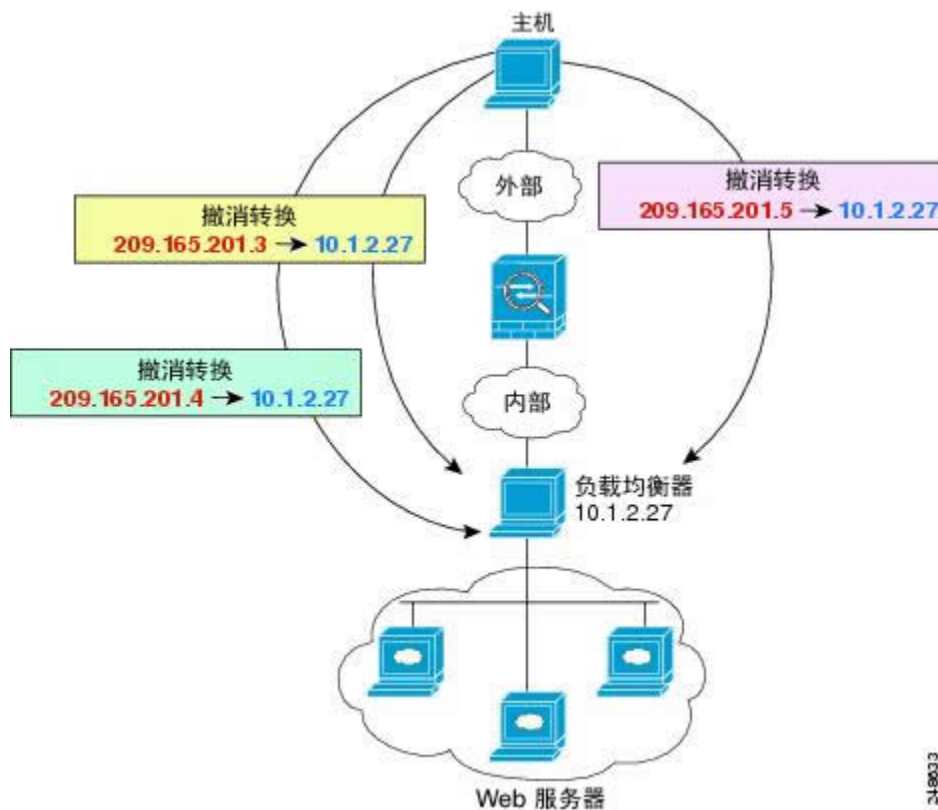 主机
外部
撤消转换
209.165.201.5 → 10.1.2.27
撤消转换
209.165.201.3 → 10.1.2.27
撤消转换
209.165.201.4 → 10.1.2.27
内部
负载均衡器
10.1.2.27
Web 服务器
248633